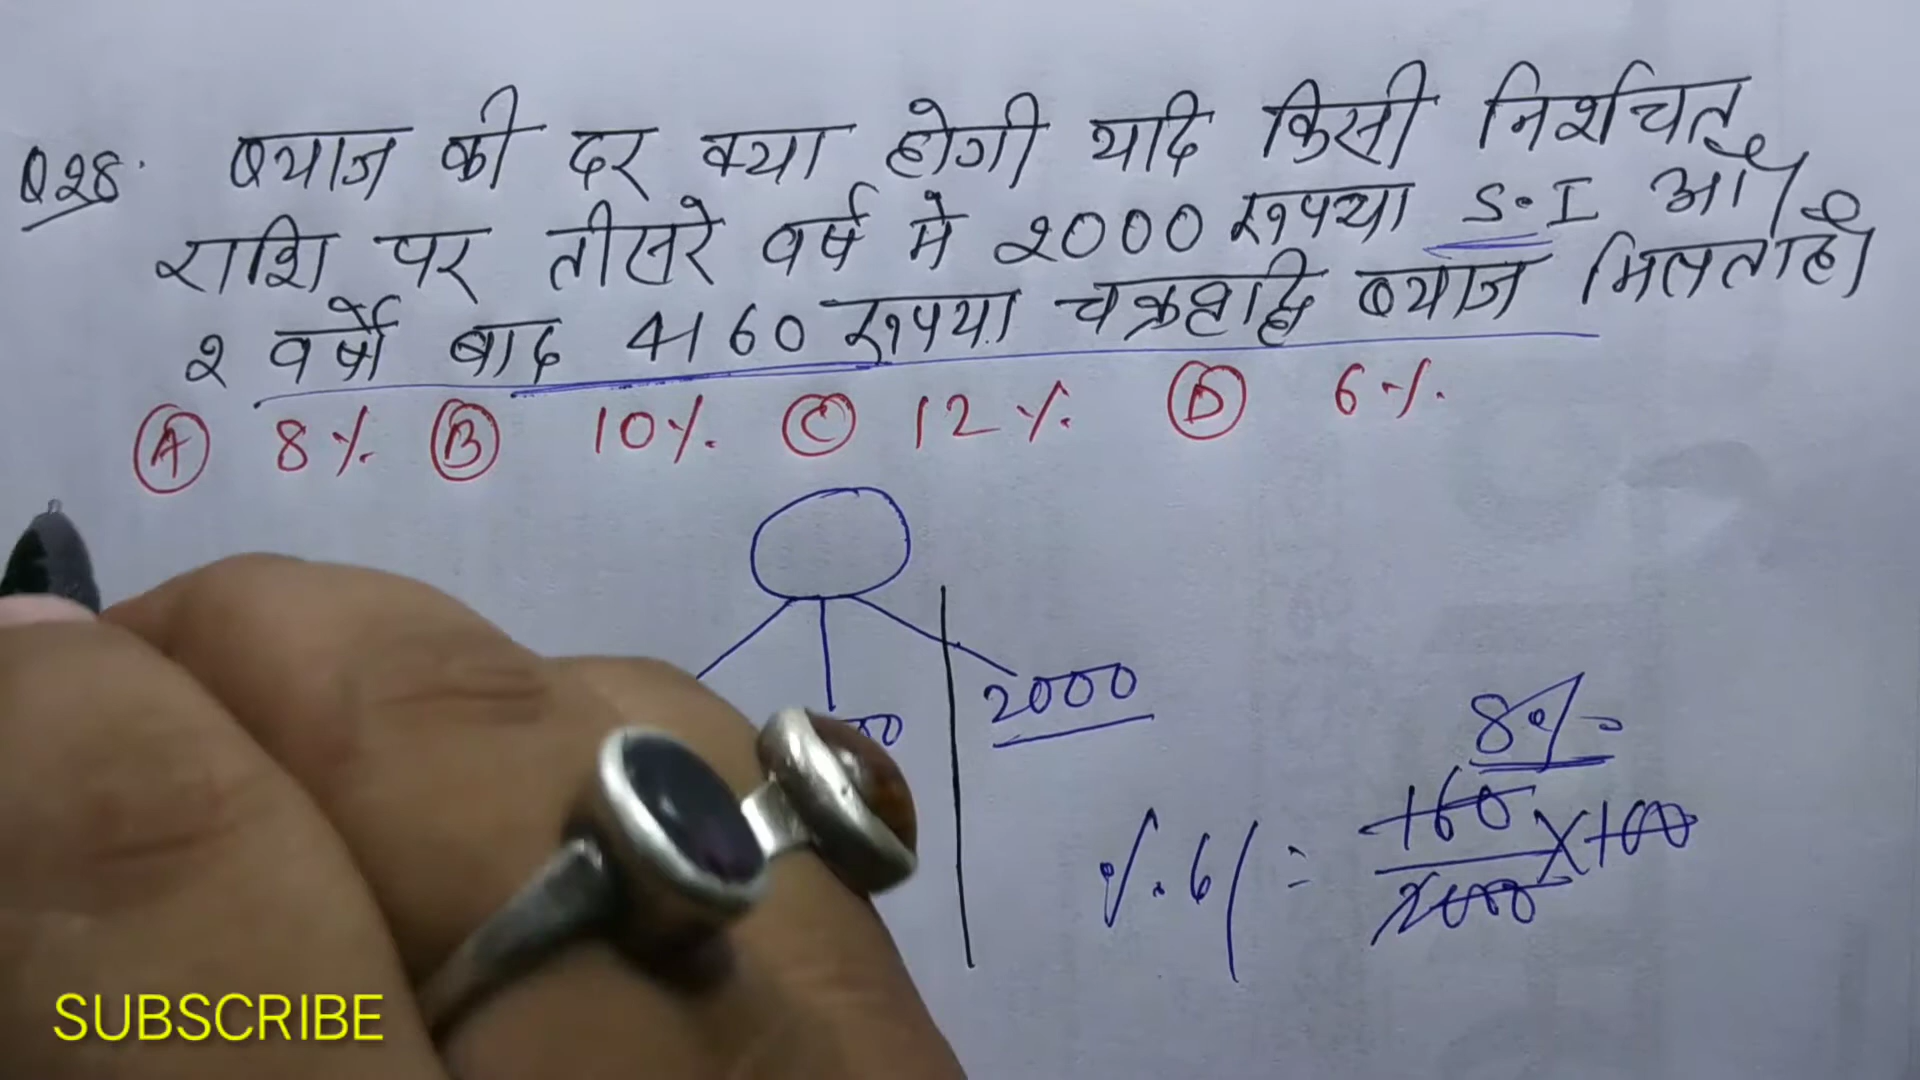 Q28. ब्याज की दर क्या होगी यदि किसी निश्चित
राशि पर तीसरे वर्ष मे 2000 रूपया S.I और
2 वर्षो बाद 4160 रूपया चक्रवृद्धि ब्याज मिलता है।
A 8% B 10% C 12% D 6%
2000
8%
160
%. = ×100
2000
SUBSCRIBE